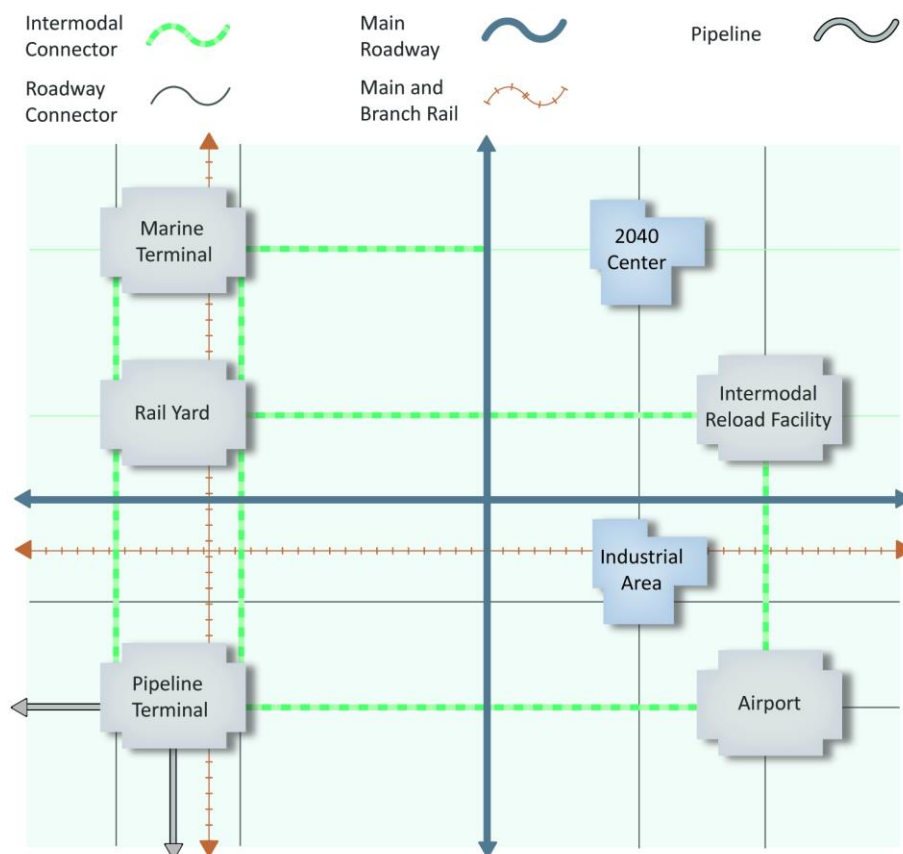 Intermodal
Connector
Main
Roadway
Pipeline
Roadway
Connector
Main and
Branch Rail
Marine
Terminal
2040
Center
Rail Yard
Intermodal
Reload Facility
Industrial
Area
Pipeline
Terminal
Airport